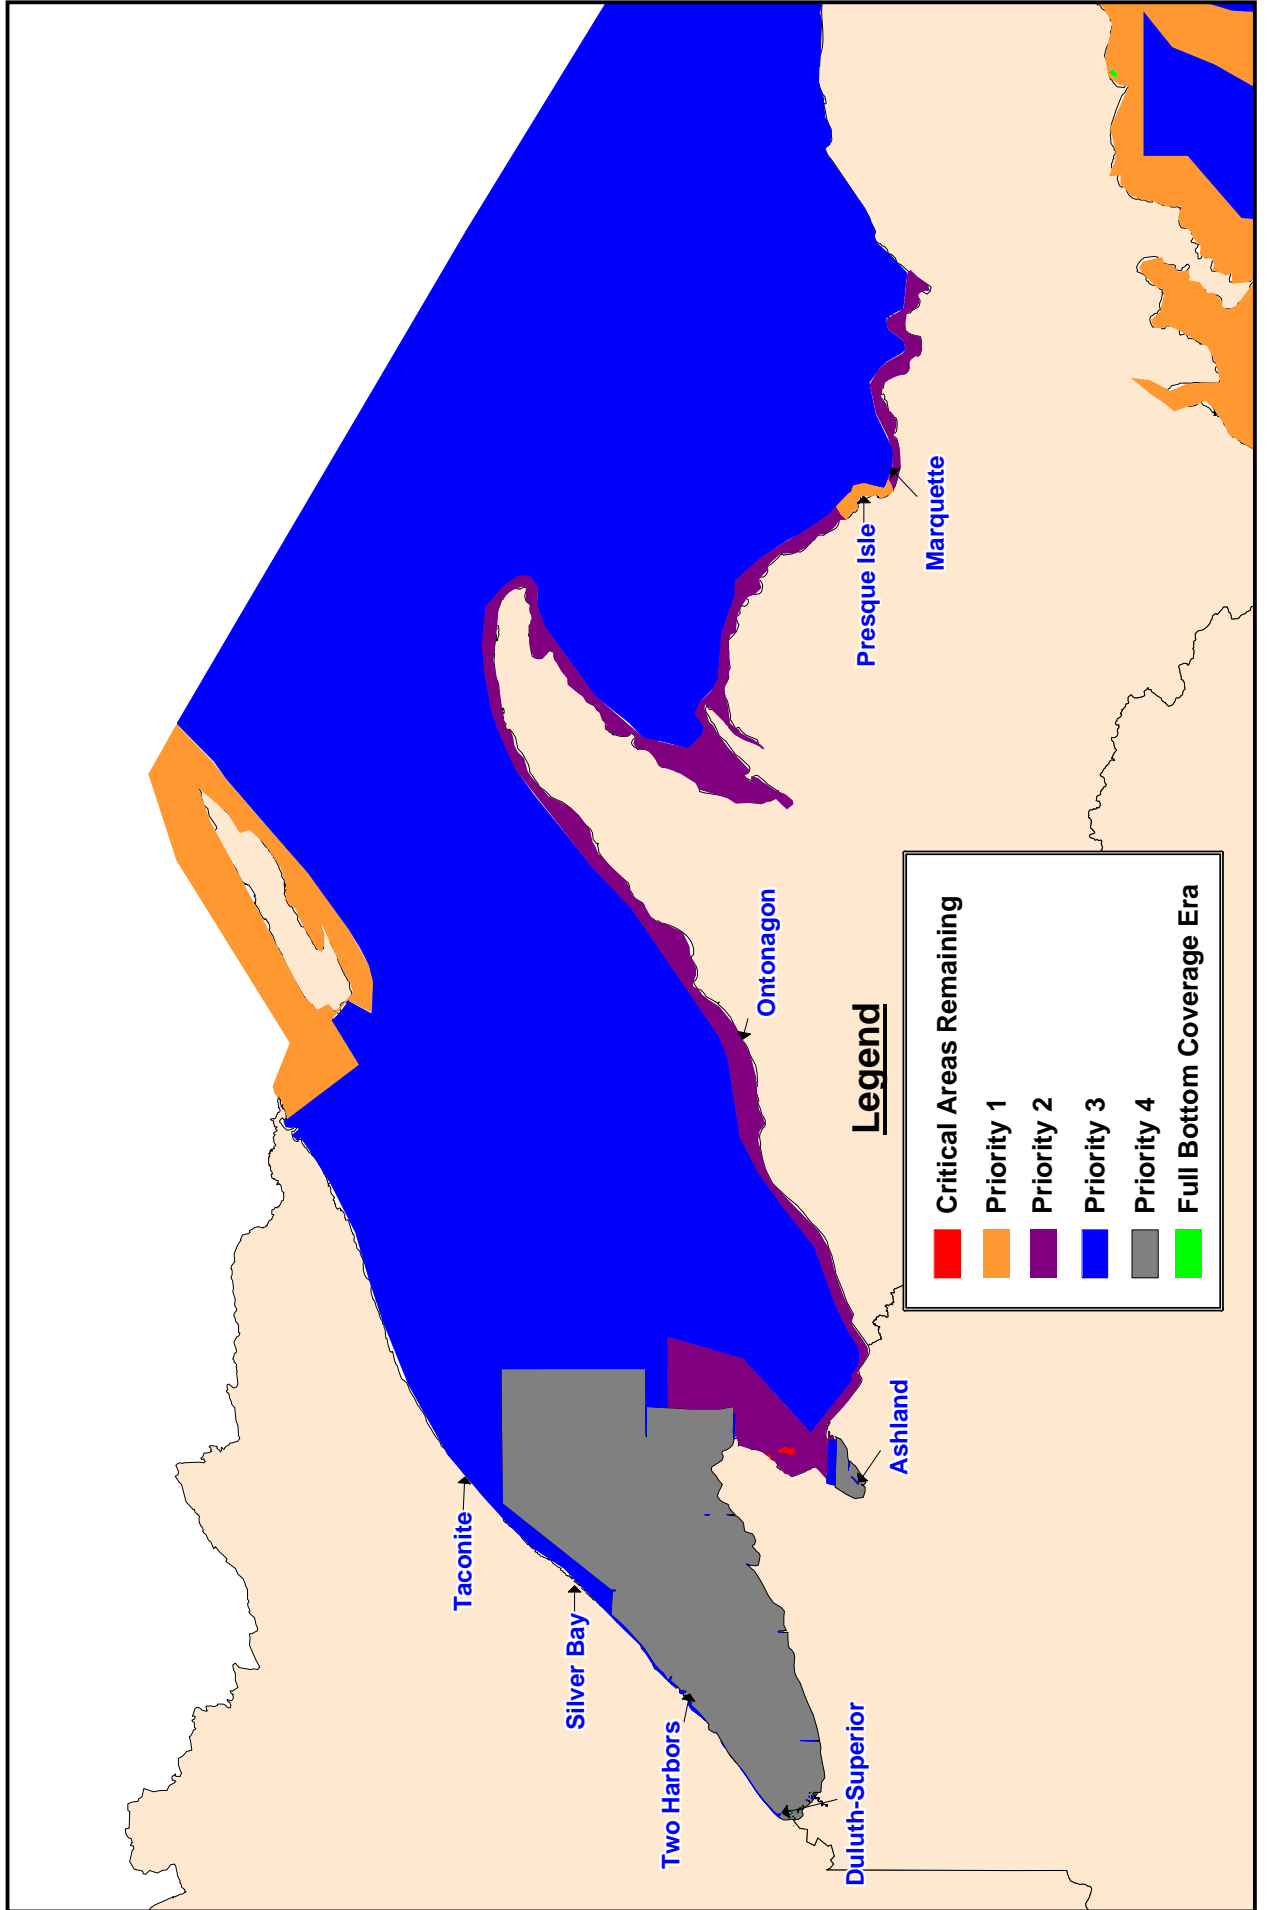 Taconite
Silver Bay
Two Harbors
Duluth-Superior
Ashland
Ontonagon
Presque Isle
Marquette
Legend
Critical Areas Remaining
Priority 1
Priority 2
Priority 3
Priority 4
Full Bottom Coverage Era